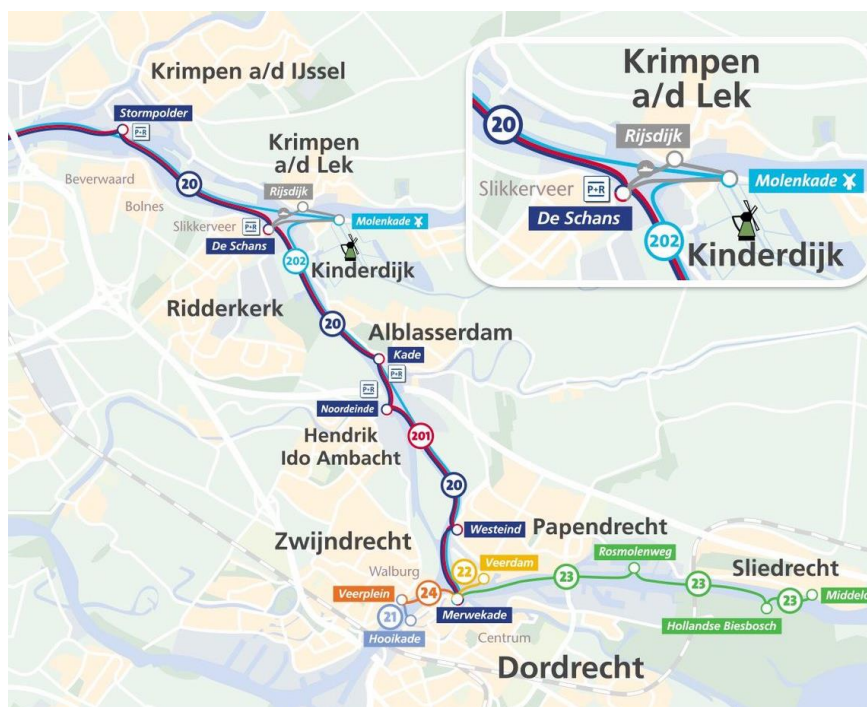 Krimpen a/d IJssel
Stormpolder
P+R
Beverwaard
20
Bolnes
Krimpen
a/d Lek
Rijsdijk
Slikkerveer
P+R
De Schans
Molenkade
202
Kinderdijk
Ridderkerk
20
Alblasserdam
Kade
P+R
P+R
Noordeinde
Hendrik
Ido Ambacht
201
20
Westeind
Papendrecht
Zwijndrecht
Walburg
22
Veerdam
Rosmolenweg
23
23
Sliedrecht
Veerplein
24
Merwekade
21
Hooikade
Centrum
Hollandse Biesbosch
23
Middeld
Dordrecht
Krimpen
a/d Lek
20
Rijsdijk
Slikkerveer
P+R
De Schans
Molenkade
202
Kinderdijk